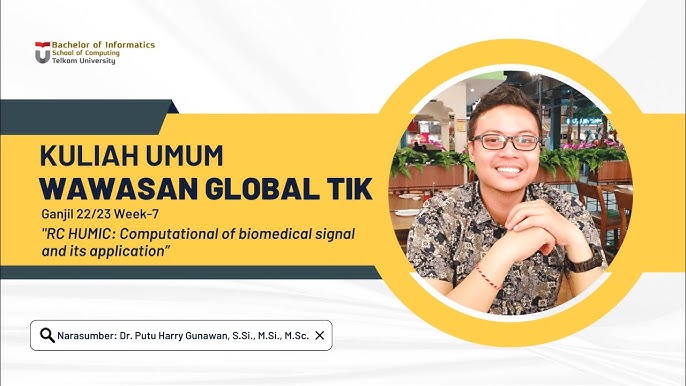 Bachelor of Informatics
School of Computing
Telkom University
KULIAH UMUM
WAWASAN GLOBAL TIK
Ganjil 22/23 Week-7
"RC HUMIC: Computational of biomedical signal
and its application”
Narasumber: Dr. Putu Harry Gunawan, S.Si., M.Si., M.Sc.